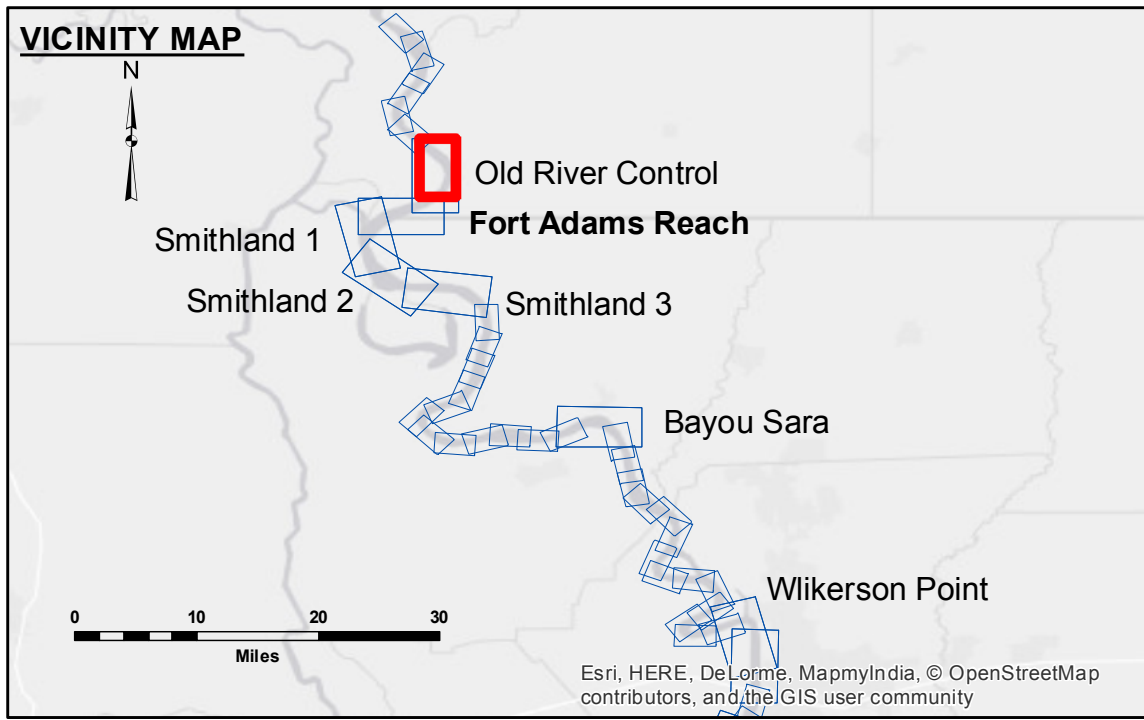 VICINITY MAP
N
Old River Control
Fort Adams Reach
Smithland 1
Smithland 2
Smithland 3
Bayou Sara
Wlikerson Point
0 10 20 30
Miles
Esri, HERE, DeLorme, MapmyIndia, © OpenStreetMap
contributors, and the GIS user community